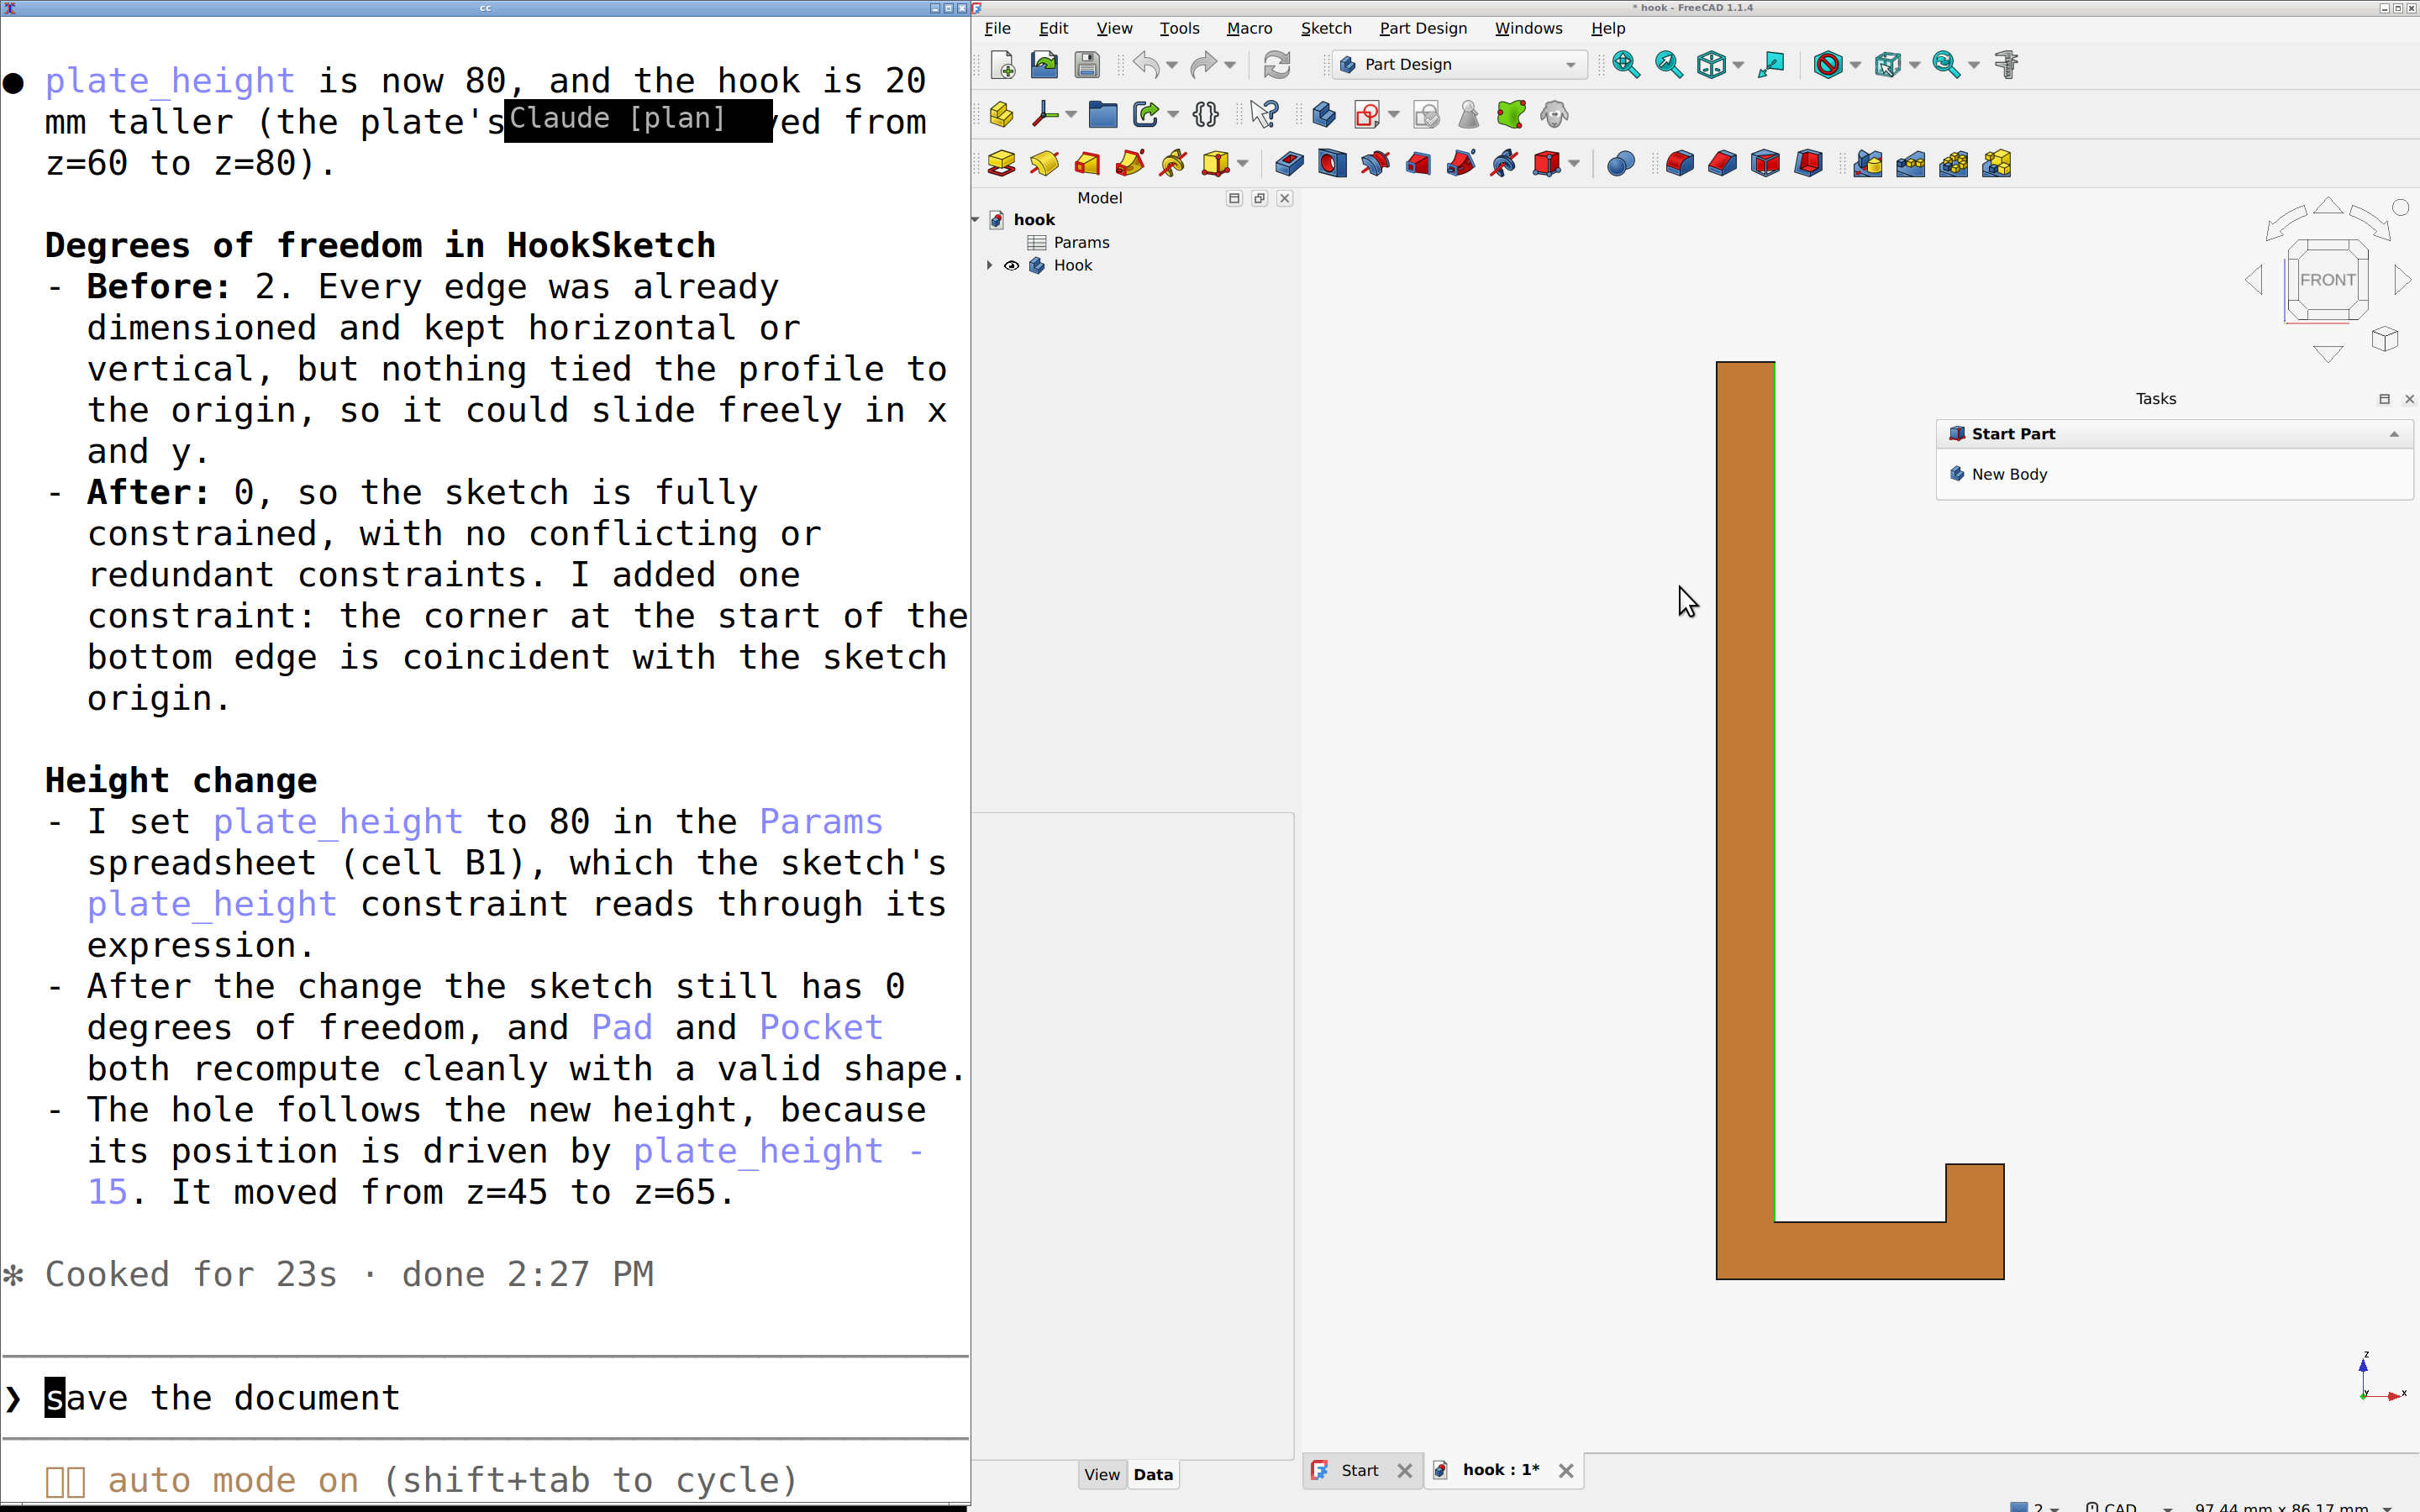 cc
● plate_height is now 80, and the hook is 20
mm taller (the plate's
Claude [plan]
ved from
z=60 to z=80).
Degrees of freedom in HookSketch
- Before: 2. Every edge was already
dimensioned and kept horizontal or
vertical, but nothing tied the profile to
the origin, so it could slide freely in x
and y.
- After: 0, so the sketch is fully
constrained, with no conflicting or
redundant constraints. I added one
constraint: the corner at the start of the
bottom edge is coincident with the sketch
origin.
Height change
- I set plate_height to 80 in the Params
spreadsheet (cell B1), which the sketch's
plate_height constraint reads through its
expression.
- After the change the sketch still has 0
degrees of freedom, and Pad and Pocket
both recompute cleanly with a valid shape.
- The hole follows the new height, because
its position is driven by plate_height -
15. It moved from z=45 to z=65.
✻ Cooked for 23s · done 2:27 PM
❯ save the document
auto mode on (shift+tab to cycle)
* hook - FreeCAD 1.1.4
File Edit View Tools Macro Sketch Part Design Windows Help
Part Design
Model
hook
Params
Hook
FRONT
Tasks
Start Part
New Body
z
Y
x
View Data
Start
hook : 1*
2 CAD 97.44 mm x 86.17 mm